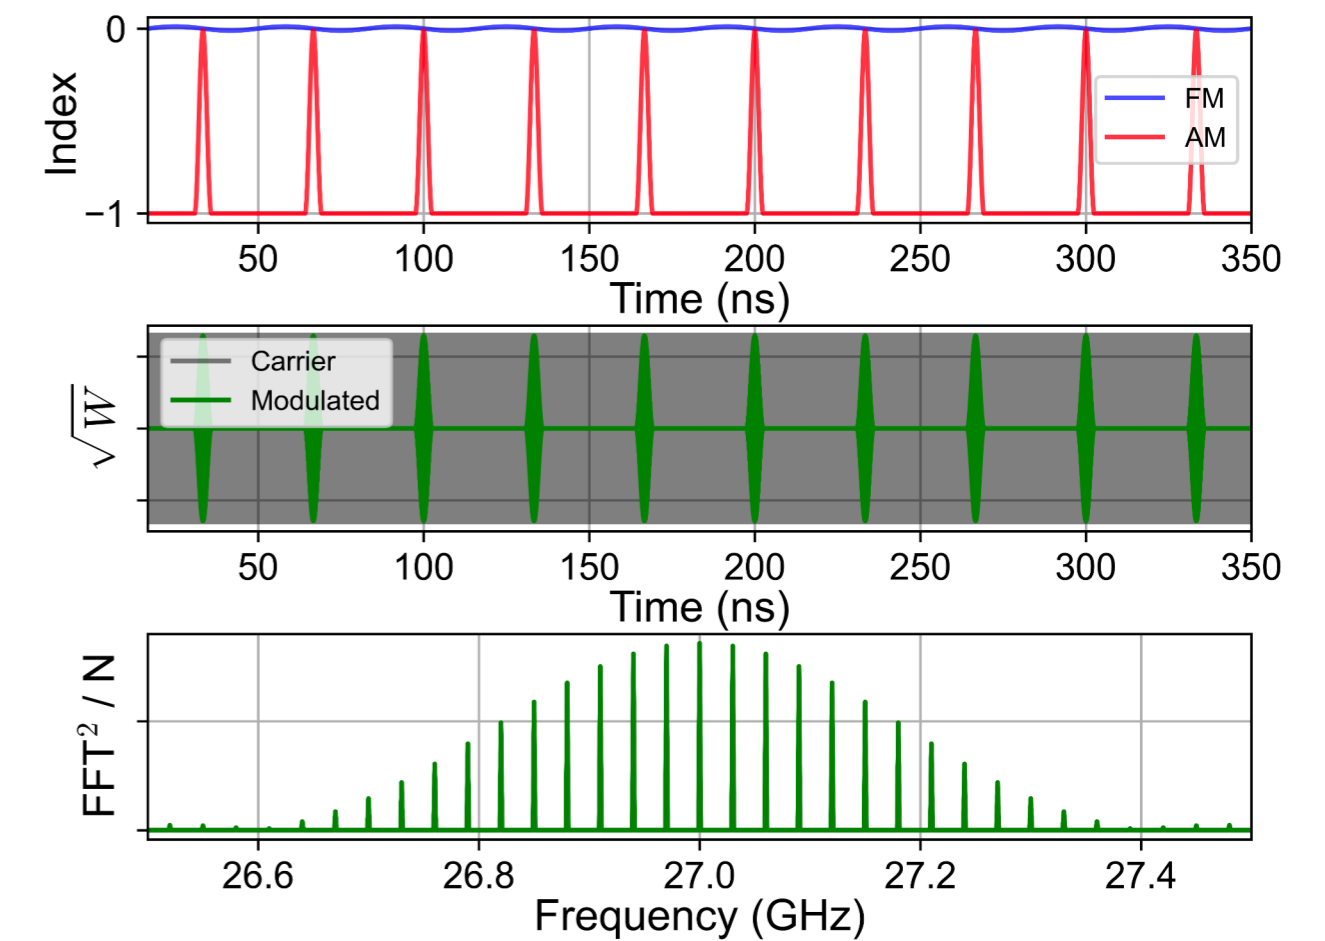 Index
0
−1
FM
AM
50 100 150 200 250 300 350
Time (ns)
√W
Carrier
Modulated
50 100 150 200 250 300 350
Time (ns)
FFT² / N
26.6 26.8 27.0 27.2 27.4
Frequency (GHz)